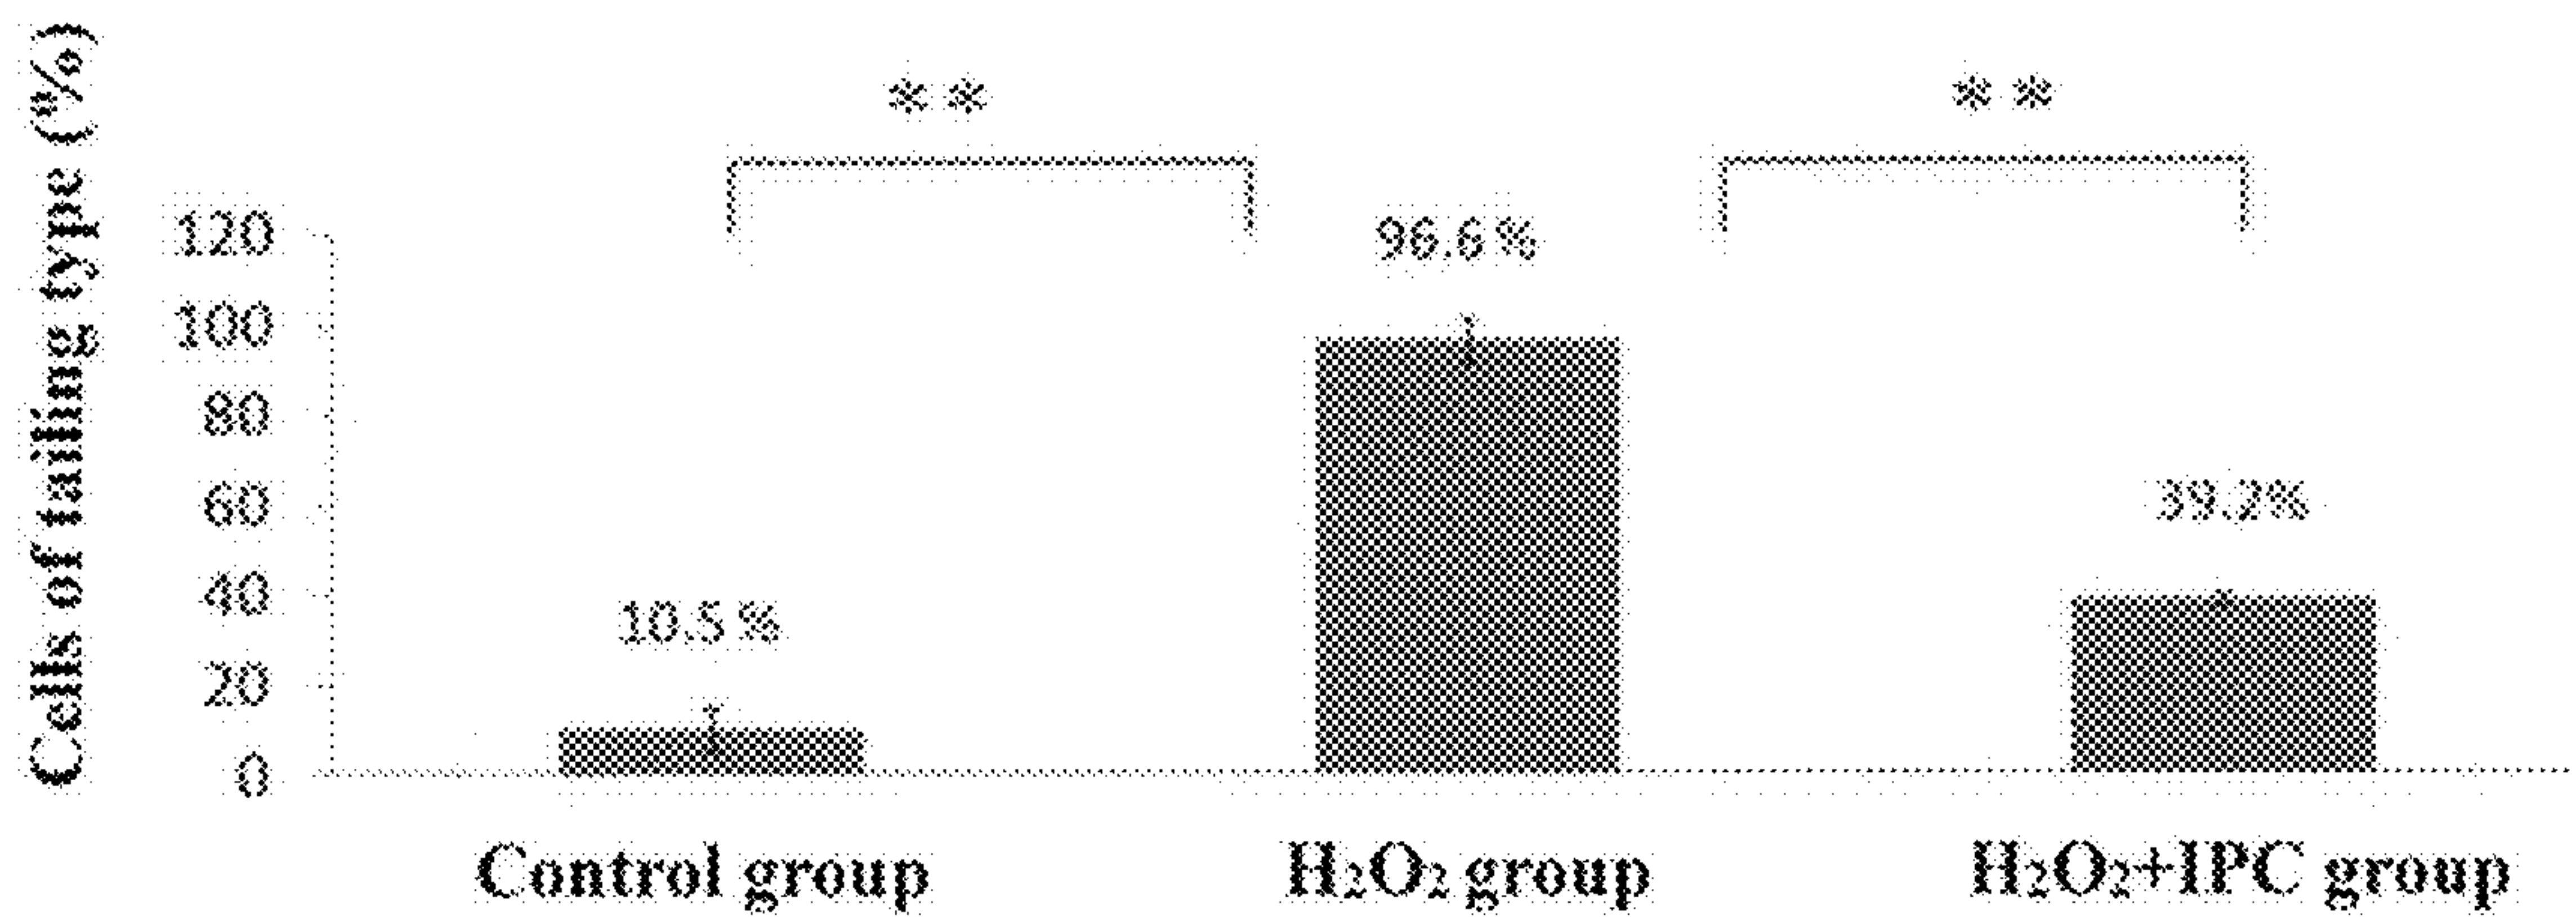 Cells of tailing type (%)
** **
120
100
80
60
40
20
0
10.5 %
96.6 %
39.2%
Control group
H₂O₂ group
H₂O₂+IPC group